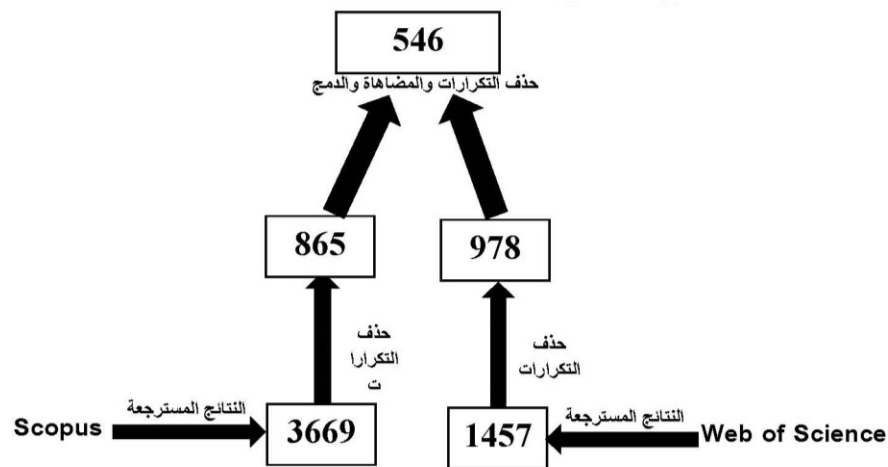 546
حذف التكرارات والمضاهاة والدمج
865
978
حذف
التكرارا
ت
حذف
التكرارات
Scopus
النتائج المسترجعة
3669
1457
النتائج المسترجعة
Web of Science